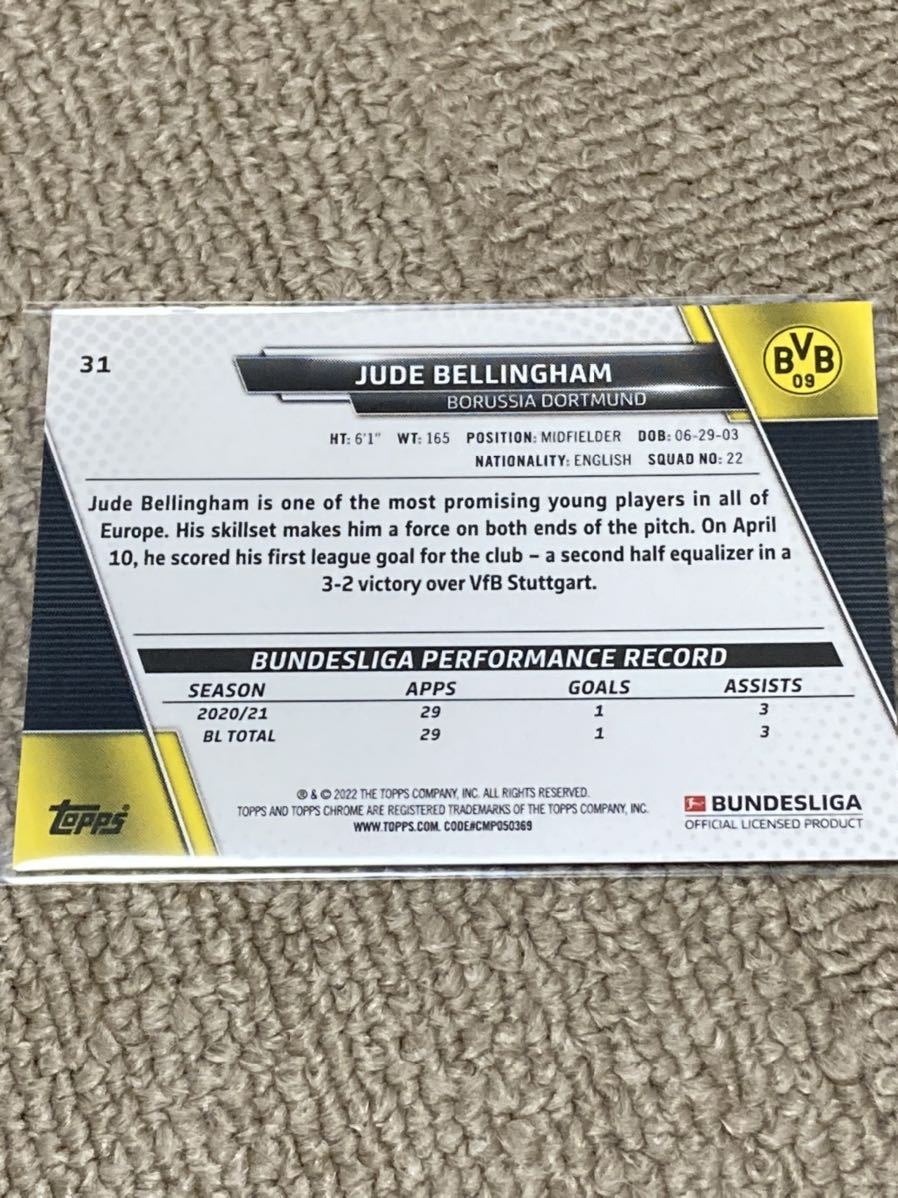 31
JUDE BELLINGHAM
BORUSSIA DORTMUND
BVB
09
HT: 6'1" WT: 165 POSITION: MIDFIELDER DOB: 06-29-03
NATIONALITY: ENGLISH SQUAD NO: 22
Jude Bellingham is one of the most promising young players in all of
Europe. His skillset makes him a force on both ends of the pitch. On April
10, he scored his first league goal for the club – a second half equalizer in a
3-2 victory over VfB Stuttgart.
BUNDESLIGA PERFORMANCE RECORD
SEASON APPS GOALS ASSISTS
2020/21 29 1 3
BL TOTAL 29 1 3
® & © 2022 THE TOPPS COMPANY, INC. ALL RIGHTS RESERVED.
TOPPS AND TOPPS CHROME ARE REGISTERED TRADEMARKS OF THE TOPPS COMPANY, INC.
WWW.TOPPS.COM. CODE#CMP050369
topps®
BUNDESLIGA
OFFICIAL LICENSED PRODUCT